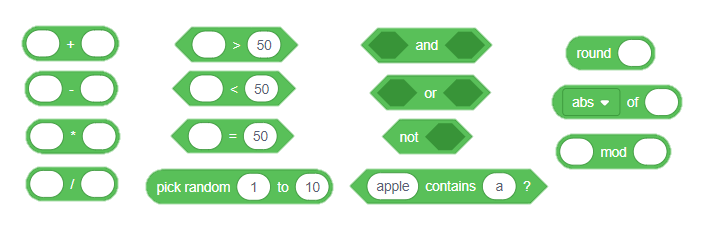 +
-
*
/
> 50
< 50
= 50
pick random 1 to 10
and
or
not
apple contains a ?
round
abs of
mod